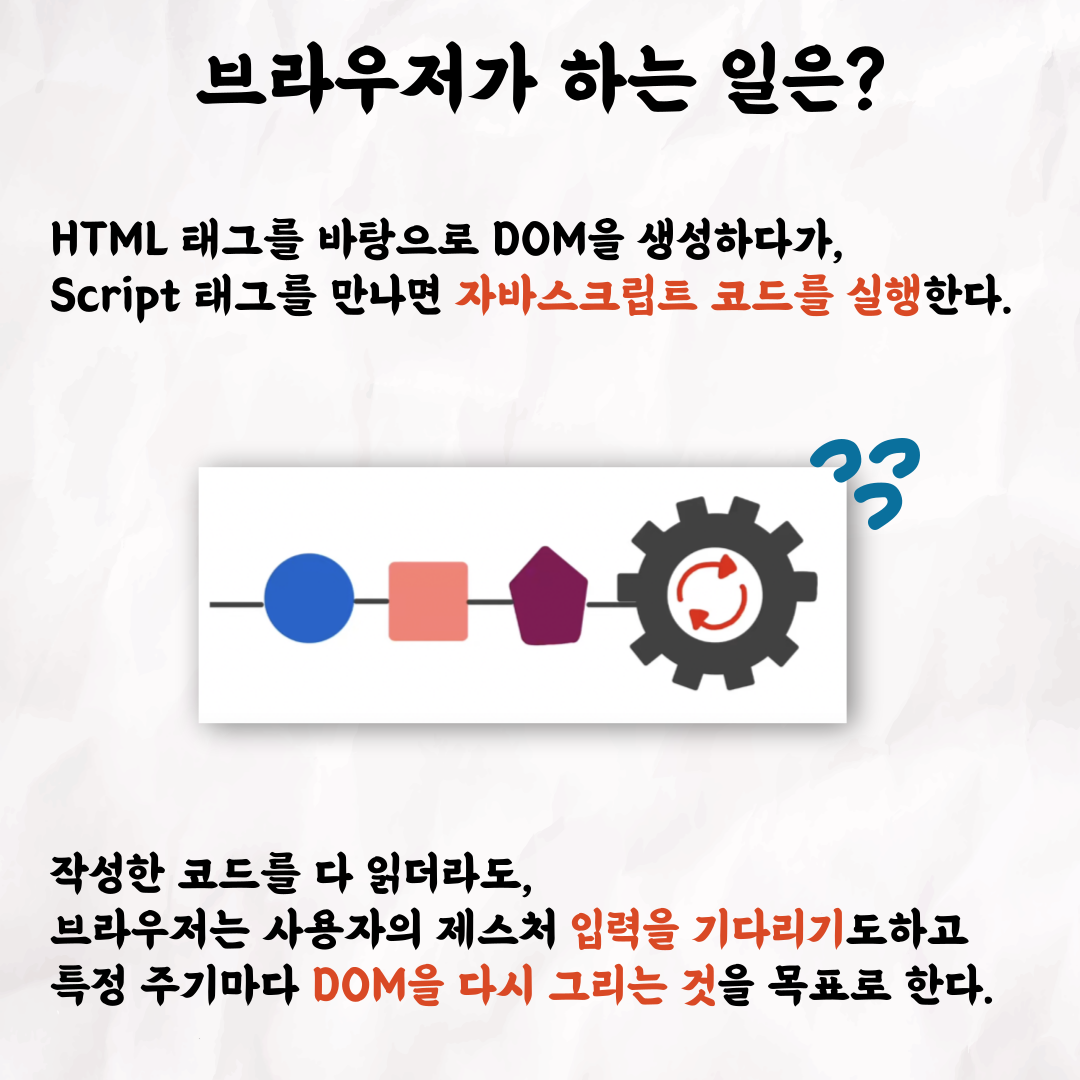 브라우저가 하는 일은?
HTML 태그를 바탕으로 DOM을 생성하다가,
Script 태그를 만나면 자바스크립트 코드를 실행한다.
작성한 코드를 다 읽더라도,
브라우저는 사용자의 제스처 입력을 기다리기도하고
특정 주기마다 DOM을 다시 그리는 것을 목표로 한다.